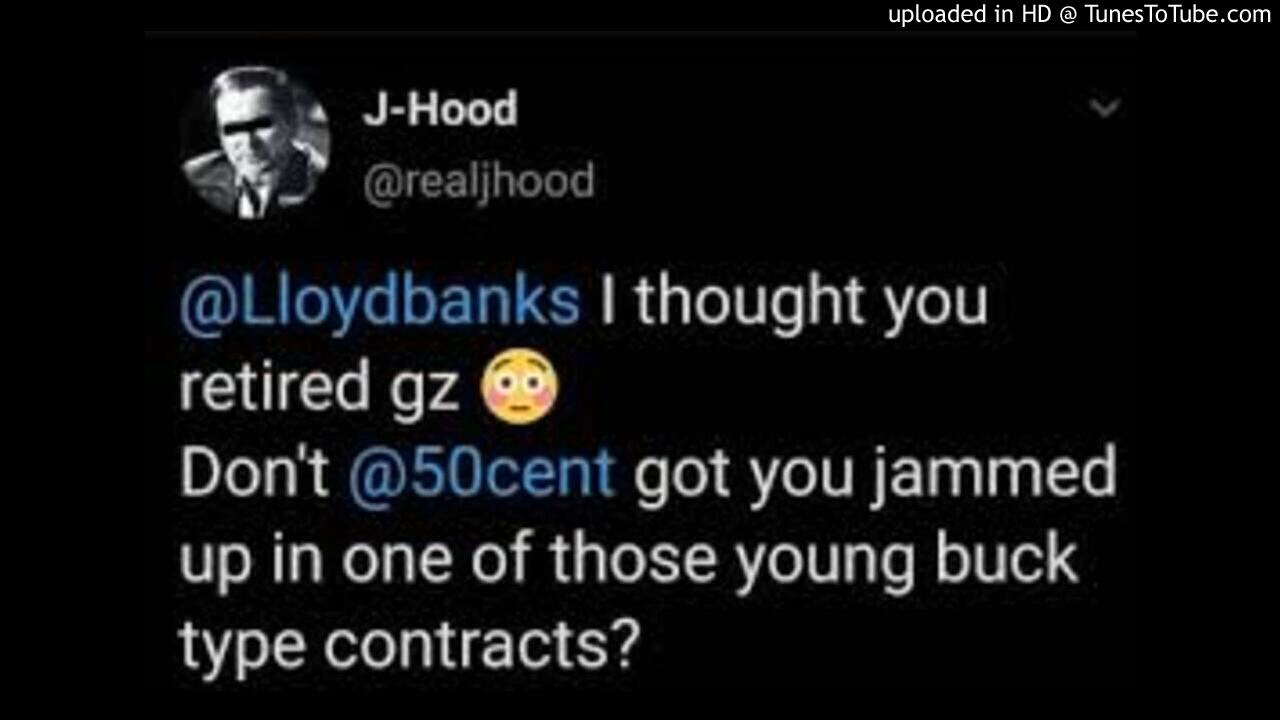 uploaded in HD @ TunesToTube.com
J-Hood
@realjhood
@Lloydbanks I thought you
retired gz 😳
Don't @50cent got you jammed
up in one of those young buck
type contracts?